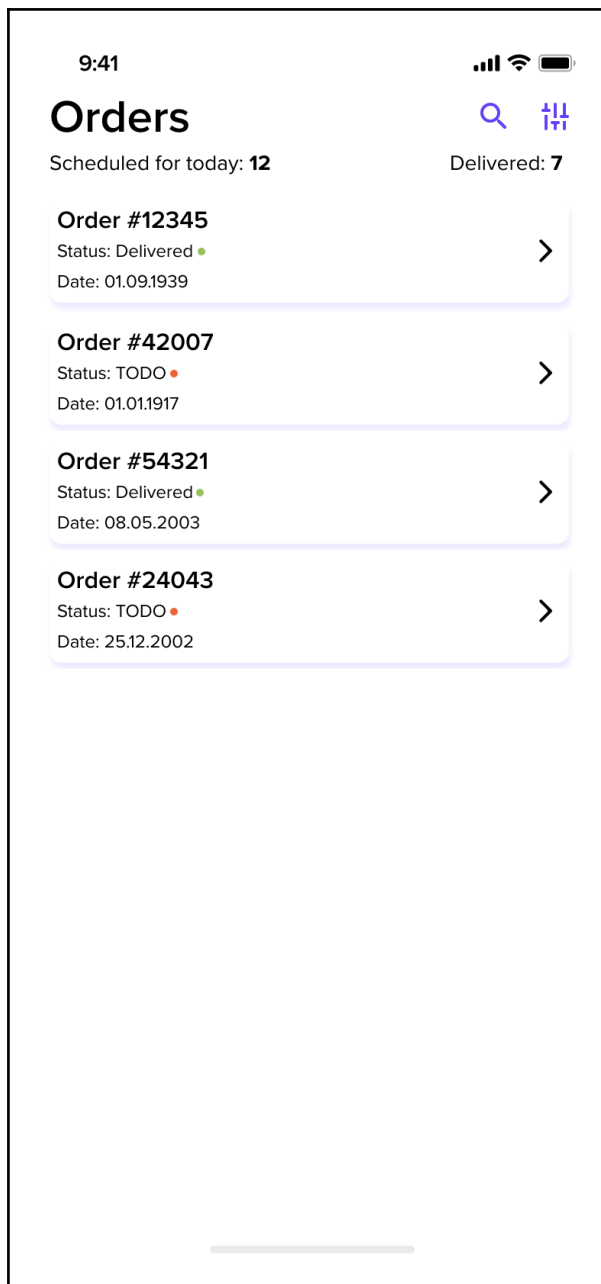 9:41
Orders
Scheduled for today: 12 Delivered: 7
Order #12345
Status: Delivered
Date: 01.09.1939
Order #42007
Status: TODO
Date: 01.01.1917
Order #54321
Status: Delivered
Date: 08.05.2003
Order #24043
Status: TODO
Date: 25.12.2002